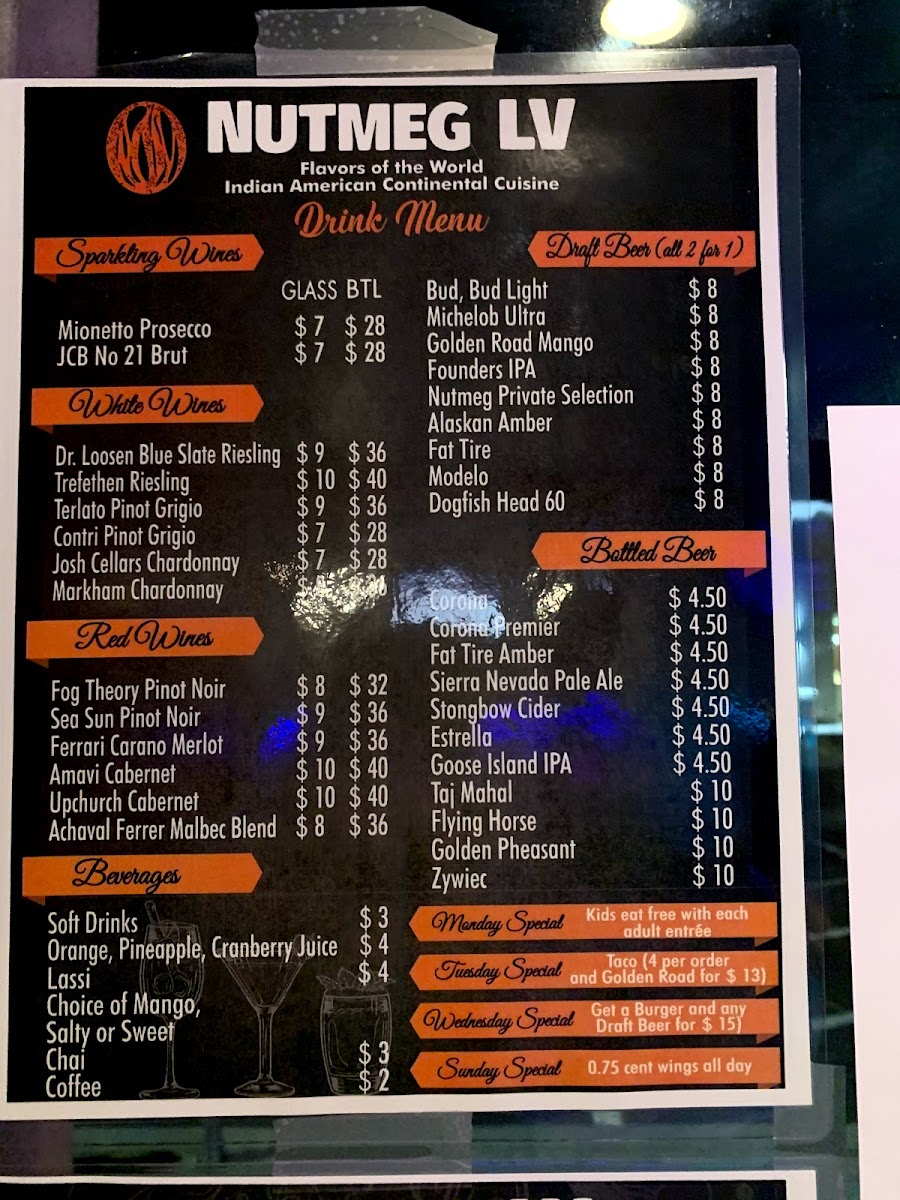 NUTMEG LV
Flavors of the World
Indian American Continental Cuisine
Drink Menu
Sparkling Wines
GLASS BTL
Mionetto Prosecco $ 7 $ 28
JCB No 21 Brut $ 7 $ 28
White Wines
Dr. Loosen Blue Slate Riesling $ 9 $ 36
Trefethen Riesling $ 10 $ 40
Terlato Pinot Grigio $ 9 $ 36
Contri Pinot Grigio $ 7 $ 28
Josh Cellars Chardonnay $ 7 $ 28
Markham Chardonnay
Red Wines
Fog Theory Pinot Noir $ 8 $ 32
Sea Sun Pinot Noir $ 9 $ 36
Ferrari Carano Merlot $ 9 $ 36
Amavi Cabernet $ 10 $ 40
Upchurch Cabernet $ 10 $ 40
Achaval Ferrer Malbec Blend $ 8 $ 36
Beverages
Soft Drinks $ 3
Orange, Pineapple, Cranberry Juice $ 4
Lassi $ 4
Choice of Mango,
Salty or Sweet
Chai $ 3
Coffee $ 2
Draft Beer (all 2 for 1)
Bud, Bud Light $ 8
Michelob Ultra $ 8
Golden Road Mango $ 8
Founders IPA $ 8
Nutmeg Private Selection $ 8
Alaskan Amber $ 8
Fat Tire $ 8
Modelo $ 8
Dogfish Head 60 $ 8
Bottled Beer
Corona $ 4.50
Corona Premier $ 4.50
Fat Tire Amber $ 4.50
Sierra Nevada Pale Ale $ 4.50
Stongbow Cider $ 4.50
Estrella $ 4.50
Goose Island IPA $ 4.50
Taj Mahal $ 10
Flying Horse $ 10
Golden Pheasant $ 10
Zywiec $ 10
Monday Special Kids eat free with each
adult entrée
Tuesday Special Taco (4 per order
and Golden Road for $ 13)
Wednesday Special Get a Burger and any
Draft Beer for $ 15)
Sunday Special 0.75 cent wings all day